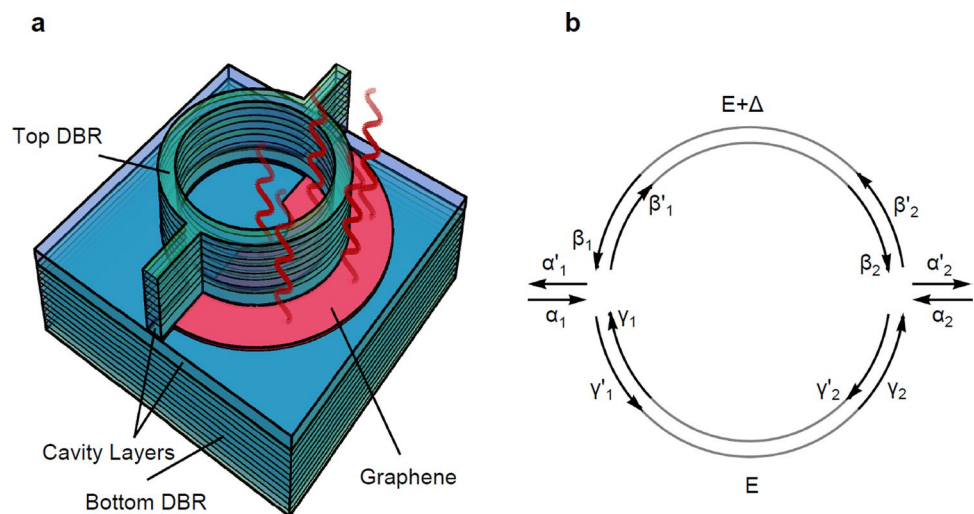 a
Top DBR
Cavity Layers
Bottom DBR
Graphene
b
E+Δ
β'₁
β'₂
β₁
β₂
α'₁
α'₂
α₁
α₂
γ₁
γ'₁
γ'₂
γ₂
E